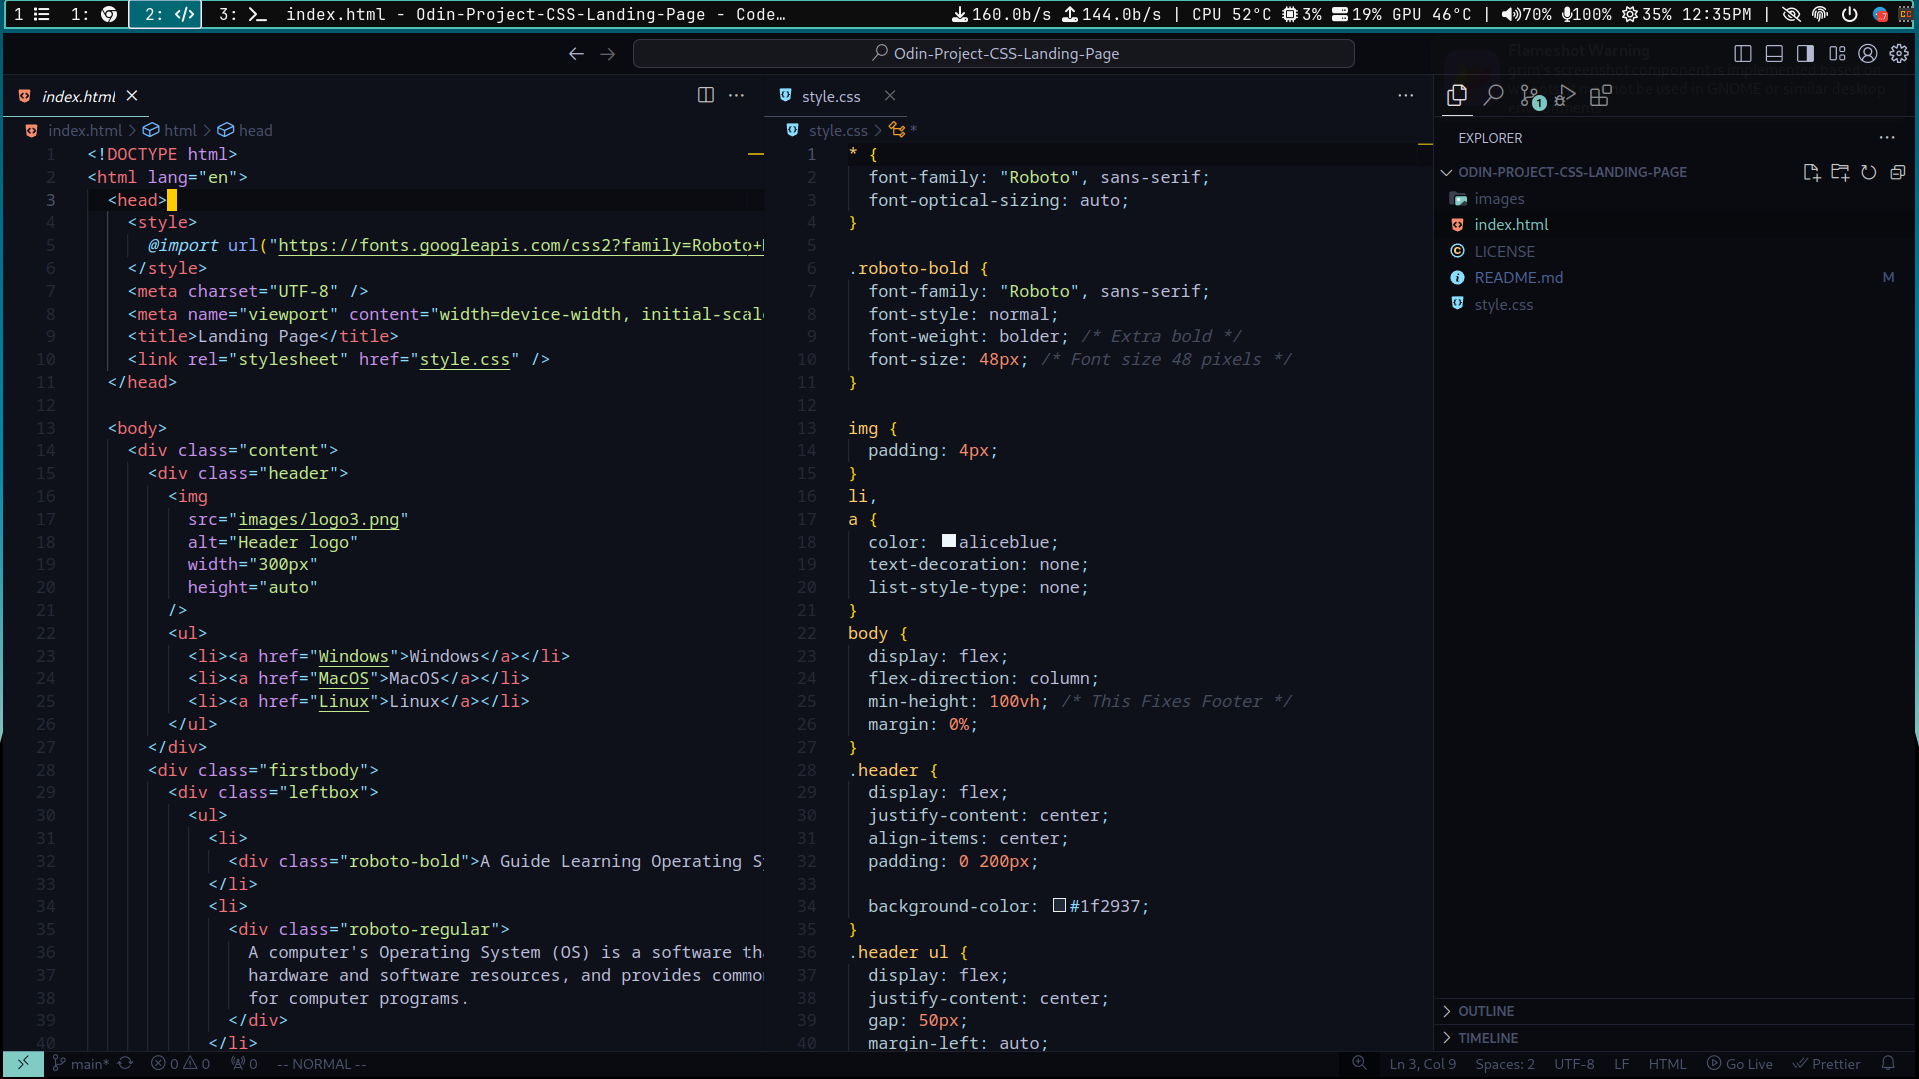 1 1: 2: 3: index.html - Odin-Project-CSS-Landing-Page - Code… 160.0b/s 144.0b/s | CPU 52°C 3% 19% GPU 46°C | 70% 100% 35% 12:35PM |
Odin-Project-CSS-Landing-Page
Flameshot Warning
index.html
index.html > html > head
1 <!DOCTYPE html>
2 <html lang="en">
3 <head>
4 <style>
5 @import url("https://fonts.googleapis.com/css2?family=Roboto+
6 </style>
7 <meta charset="UTF-8" />
8 <meta name="viewport" content="width=device-width, initial-scal
9 <title>Landing Page</title>
10 <link rel="stylesheet" href="style.css" />
11 </head>
12
13 <body>
14 <div class="content">
15 <div class="header">
16 <img
17 src="images/logo3.png"
18 alt="Header logo"
19 width="300px"
20 height="auto"
21 />
22 <ul>
23 <li><a href="Windows">Windows</a></li>
24 <li><a href="MacOS">MacOS</a></li>
25 <li><a href="Linux">Linux</a></li>
26 </ul>
27 </div>
28 <div class="firstbody">
29 <div class="leftbox">
30 <ul>
31 <li>
32 <div class="roboto-bold">A Guide Learning Operating S
33 </li>
34 <li>
35 <div class="roboto-regular">
36 A computer's Operating System (OS) is a software th
37 hardware and software resources, and provides commo
38 for computer programs.
39 </div>
40 </li>
style.css
style.css > *
1 * {
2 font-family: "Roboto", sans-serif;
3 font-optical-sizing: auto;
4 }
5
6 .roboto-bold {
7 font-family: "Roboto", sans-serif;
8 font-style: normal;
9 font-weight: bolder; /* Extra bold */
10 font-size: 48px; /* Font size 48 pixels */
11 }
12
13 img {
14 padding: 4px;
15 }
16 li,
17 a {
18 color: aliceblue;
19 text-decoration: none;
20 list-style-type: none;
21 }
22 body {
23 display: flex;
24 flex-direction: column;
25 min-height: 100vh; /* This Fixes Footer */
26 margin: 0%;
27 }
28 .header {
29 display: flex;
30 justify-content: center;
31 align-items: center;
32 padding: 0 200px;
33
34 background-color: #1f2937;
35 }
36 .header ul {
37 display: flex;
38 justify-content: center;
39 gap: 50px;
40 margin-left: auto;
1
EXPLORER
ODIN-PROJECT-CSS-LANDING-PAGE
images
index.html
LICENSE
README.md M
style.css
OUTLINE
TIMELINE
main* 0 0 0 -- NORMAL -- Ln 3, Col 9 Spaces: 2 UTF-8 LF HTML Go Live Prettier